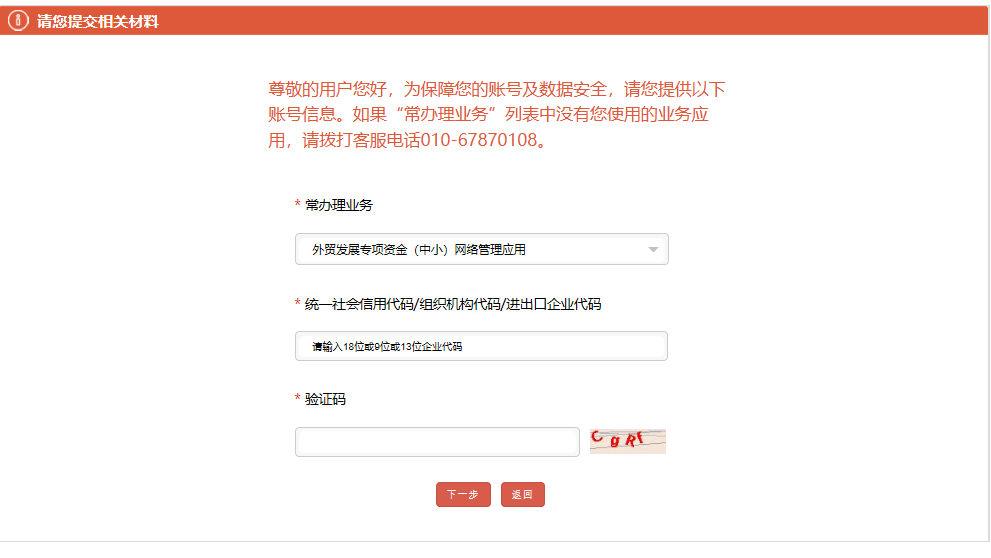 请您提交相关材料
尊敬的用户您好，为保障您的账号及数据安全，请您提供以下
账号信息。如果“常办理业务”列表中没有您使用的业务应
用，请拨打客服电话010-67870108。
* 常办理业务
外贸发展专项资金（中小）网络管理应用
* 统一社会信用代码/组织机构代码/进出口企业代码
请输入18位或9位或13位企业代码
* 验证码
CgRf
下一步 返回